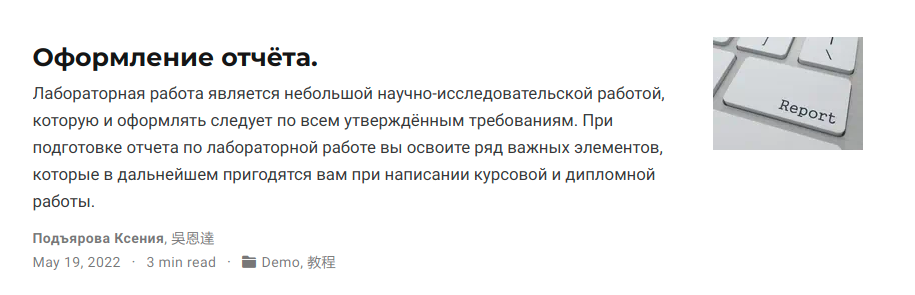 Оформление отчёта.
Лабораторная работа является небольшой научно-исследовательской работой,
которую и оформлять следует по всем утверждённым требованиям. При
подготовке отчета по лабораторной работе вы освоите ряд важных элементов,
которые в дальнейшем пригодятся вам при написании курсовой и дипломной
работы.
Подъярова Ксения, 吳恩達
May 19, 2022 · 3 min read · Demo, 教程
Report